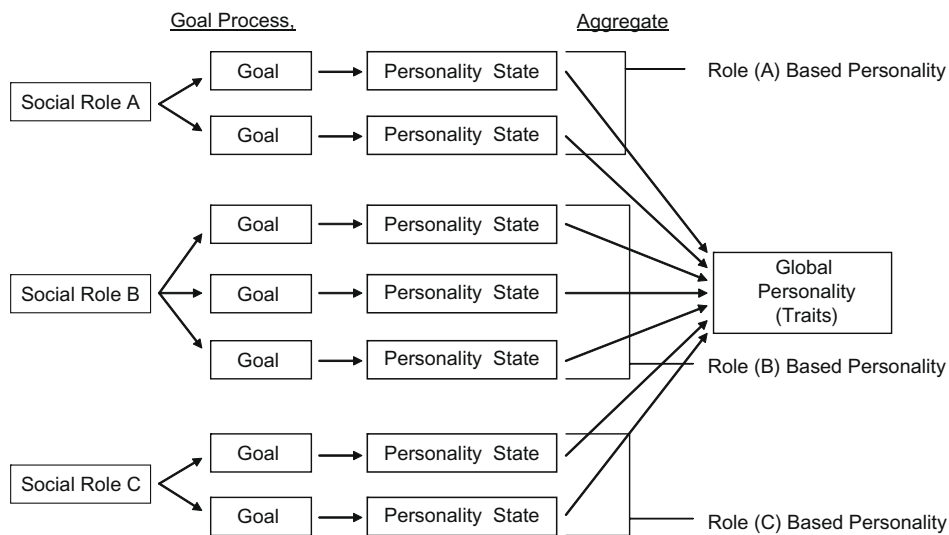 Goal Process,
Aggregate
Goal
Personality State
Role (A) Based Personality
Social Role A
Goal
Personality State
Goal
Personality State
Global
Personality
(Traits)
Social Role B
Goal
Personality State
Goal
Personality State
Role (B) Based Personality
Goal
Personality State
Social Role C
Goal
Personality State
Role (C) Based Personality